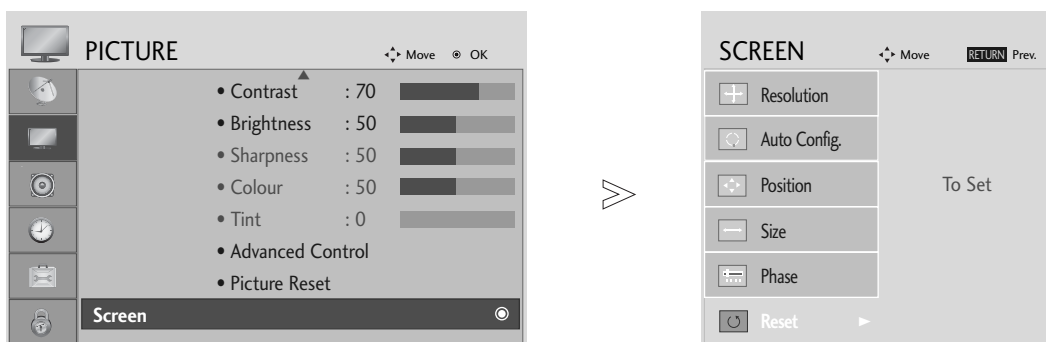 PICTURE Move OK
• Contrast : 70
• Brightness : 50
• Sharpness : 50
• Colour : 50
• Tint : 0
• Advanced Control
• Picture Reset
Screen
SCREEN Move RETURN Prev.
Resolution
Auto Config.
Position
To Set
Size
Phase
Reset